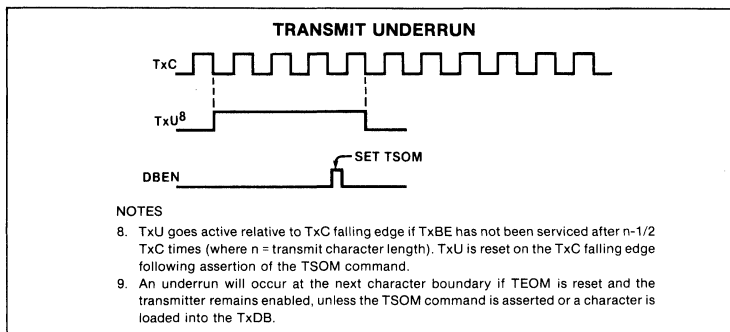 TRANSMIT UNDERRUN
TxC
TxU8
SET TSOM
DBEN
NOTES
8. TxU goes active relative to TxC falling edge if TxBE has not been serviced after n-1/2
TxC times (where n = transmit character length). TxU is reset on the TxC falling edge
following assertion of the TSOM command.
9. An underrun will occur at the next character boundary if TEOM is reset and the
transmitter remains enabled, unless the TSOM command is asserted or a character is
loaded into the TxDB.